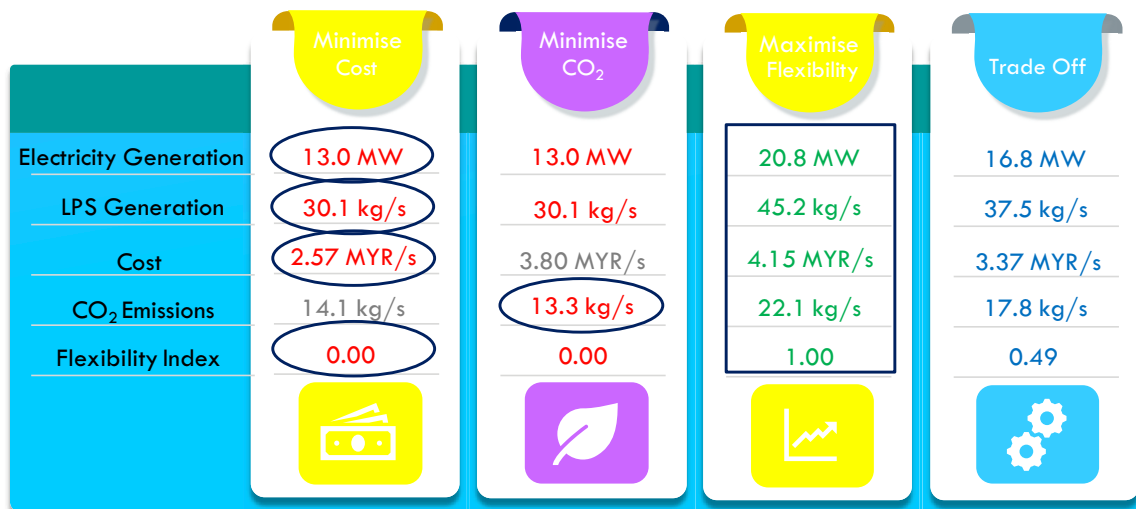 Minimise
Cost
Minimise
CO₂
Maximise
Flexibility
Trade Off
Electricity Generation 13.0 MW 13.0 MW 20.8 MW 16.8 MW
LPS Generation 30.1 kg/s 30.1 kg/s 45.2 kg/s 37.5 kg/s
Cost 2.57 MYR/s 3.80 MYR/s 4.15 MYR/s 3.37 MYR/s
CO₂ Emissions 14.1 kg/s 13.3 kg/s 22.1 kg/s 17.8 kg/s
Flexibility Index 0.00 0.00 1.00 0.49